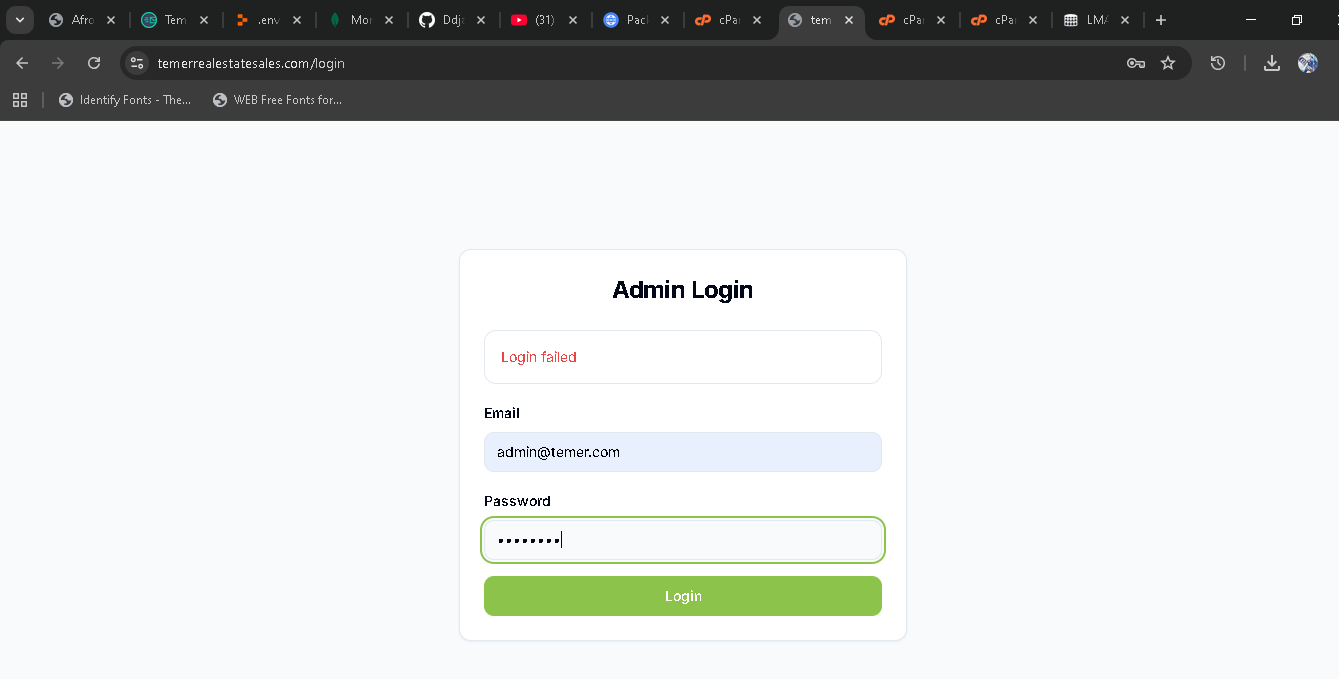 Afro
Tem
.env
Mor
Ddja
(31)
Pacl
cPa
tem
cPa
cPa
LMA
temerrealestatesales.com/login
Identify Fonts - The...
WEB Free Fonts for...
Admin Login
Login failed
Email
admin@temer.com
Password
Login